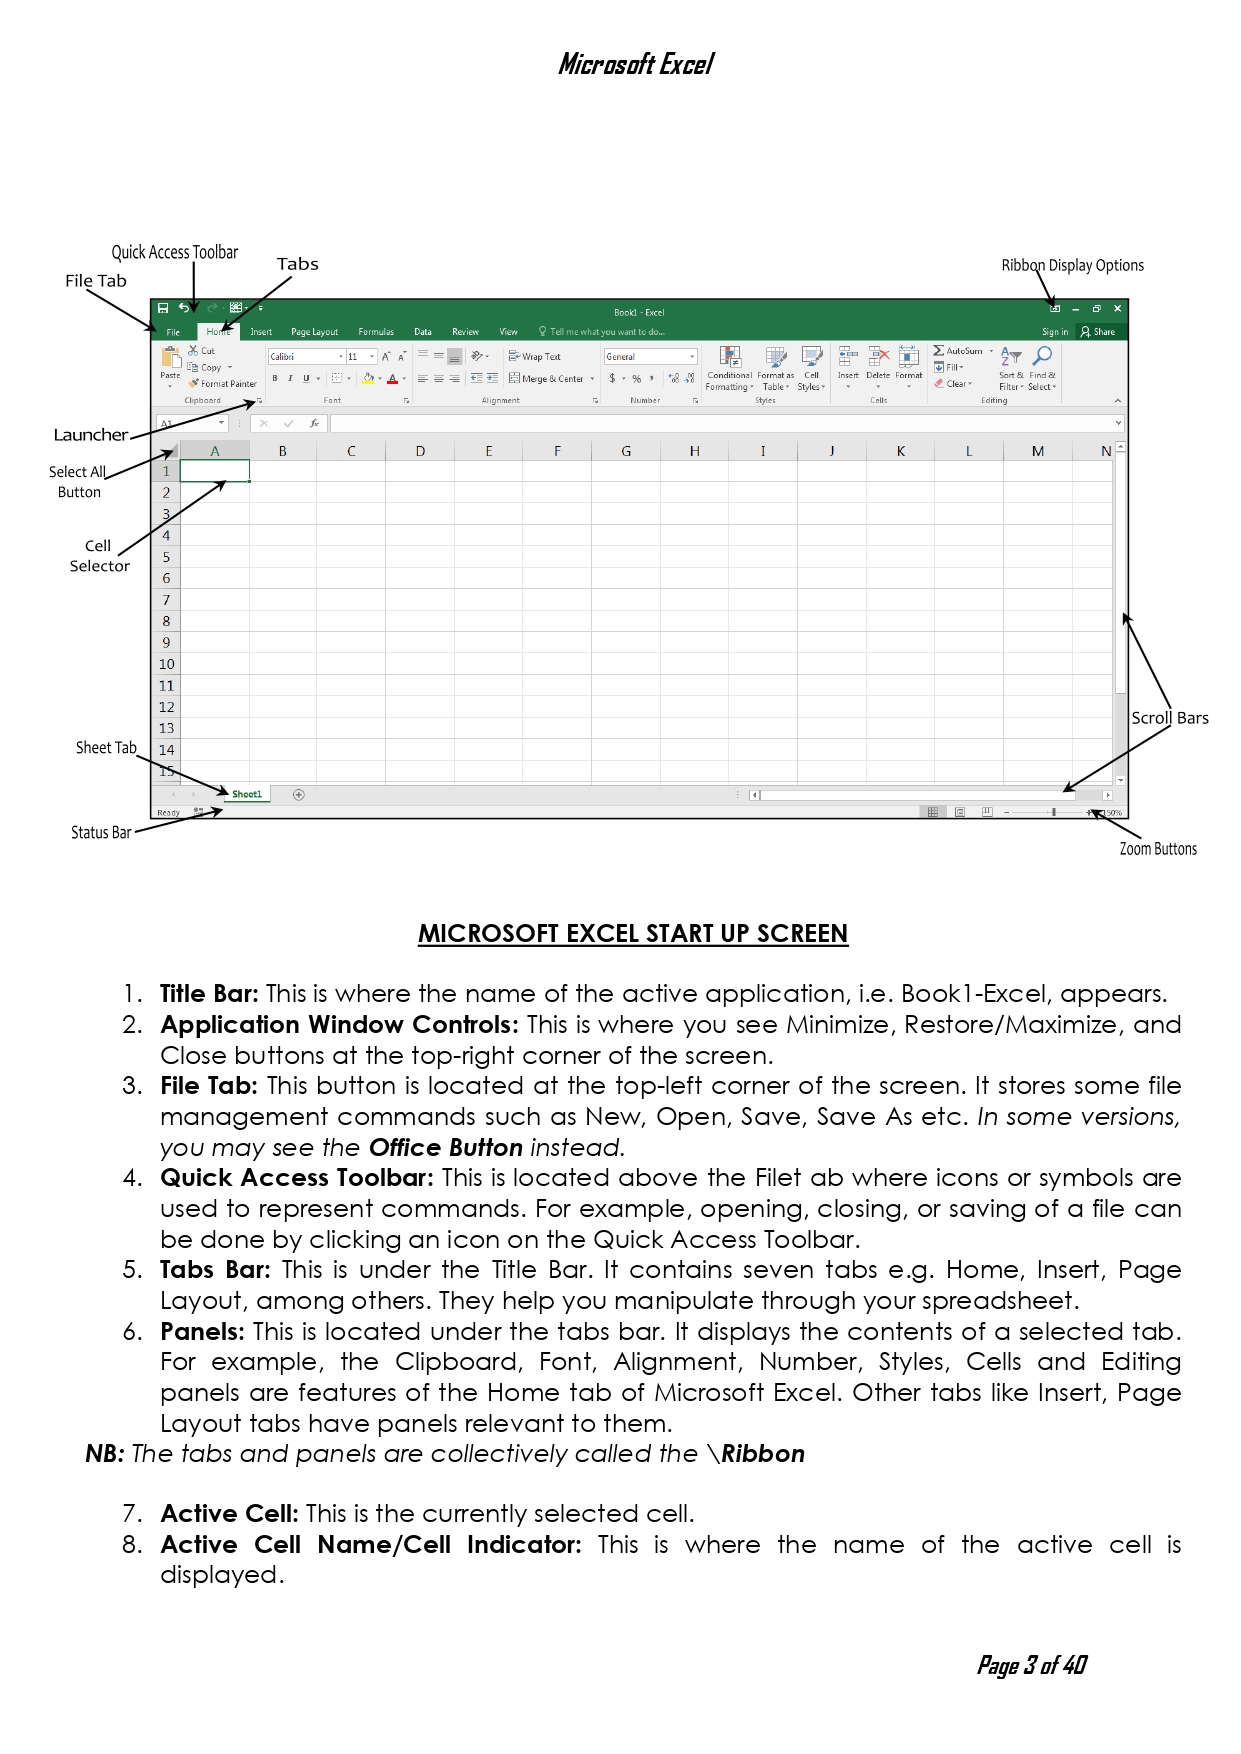 Microsoft Excel
Quick Access Toolbar
Tabs
File Tab
Ribbon Display Options
Book1 - Excel
File Home Insert Page Layout Formulas Data Review View Tell me what you want to do... Sign in Share
Cut
Copy
Format Painter
Paste
Clipboard
Calibri 11
B I U
Font
Wrap Text
Merge & Center
Alignment
General
$ % ,
Number
Conditional Formatting
Format as Table
Cell Styles
Styles
Insert Delete Format
Cells
AutoSum
Fill
Clear
Sort & Filter
Find & Select
Editing
Launcher
A1
fx
Select All
Button
A B C D E F G H I J K L M N
1
2
3
4
Cell
Selector
5
6
7
8
9
10
11
12
13
14
15
Scroll Bars
Sheet Tab
Sheet1
Ready
150%
Status Bar
Zoom Buttons
MICROSOFT EXCEL START UP SCREEN
1. Title Bar: This is where the name of the active application, i.e. Book1-Excel, appears.
2. Application Window Controls: This is where you see Minimize, Restore/Maximize, and
Close buttons at the top-right corner of the screen.
3. File Tab: This button is located at the top-left corner of the screen. It stores some file
management commands such as New, Open, Save, Save As etc. In some versions,
you may see the Office Button instead.
4. Quick Access Toolbar: This is located above the Filet ab where icons or symbols are
used to represent commands. For example, opening, closing, or saving of a file can
be done by clicking an icon on the Quick Access Toolbar.
5. Tabs Bar: This is under the Title Bar. It contains seven tabs e.g. Home, Insert, Page
Layout, among others. They help you manipulate through your spreadsheet.
6. Panels: This is located under the tabs bar. It displays the contents of a selected tab.
For example, the Clipboard, Font, Alignment, Number, Styles, Cells and Editing
panels are features of the Home tab of Microsoft Excel. Other tabs like Insert, Page
Layout tabs have panels relevant to them.
NB: The tabs and panels are collectively called the \Ribbon
7. Active Cell: This is the currently selected cell.
8. Active Cell Name/Cell Indicator: This is where the name of the active cell is
displayed.
Page 3 of 40